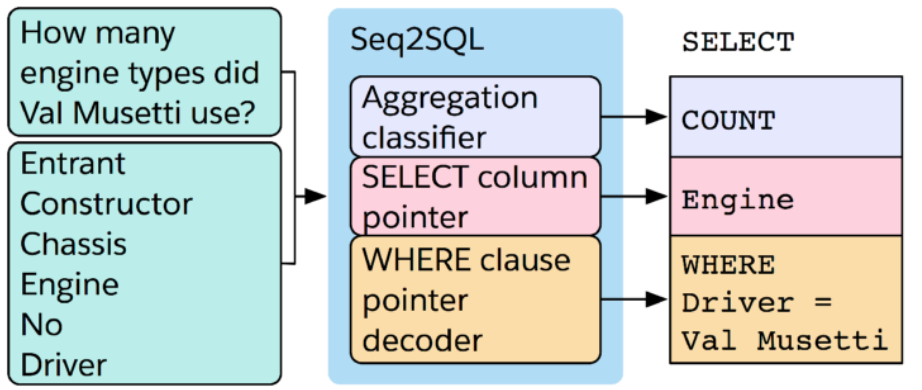 How many
engine types did
Val Musetti use?
Entrant
Constructor
Chassis
Engine
No
Driver
Seq2SQL
Aggregation
classifier
SELECT column
pointer
WHERE clause
pointer
decoder
SELECT
COUNT
Engine
WHERE
Driver =
Val Musetti